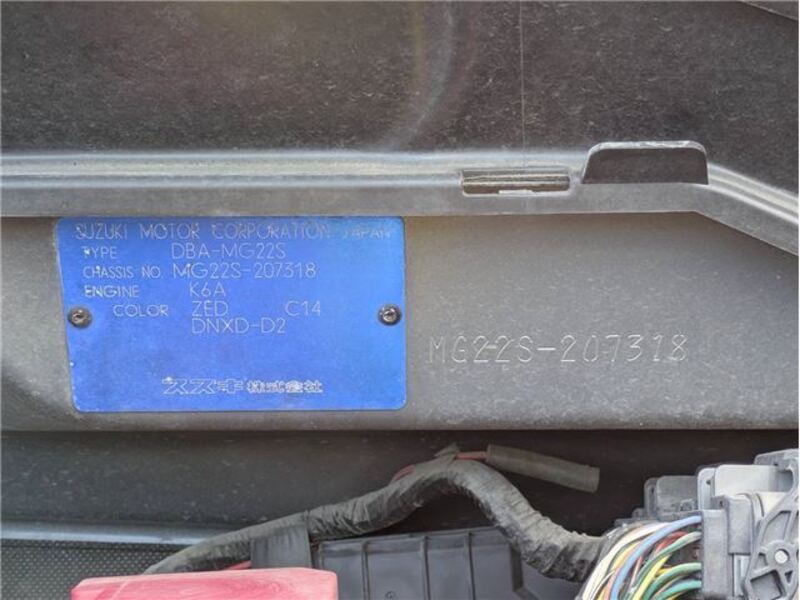 SUZUKI MOTOR CORPORATION JAPAN
TYPE DBA-MG22S
CHASSIS NO. MG22S-207318
ENGINE K6A
COLOR ZED C14
DNXD-D2
スズキ株式会社
MG22S-207318